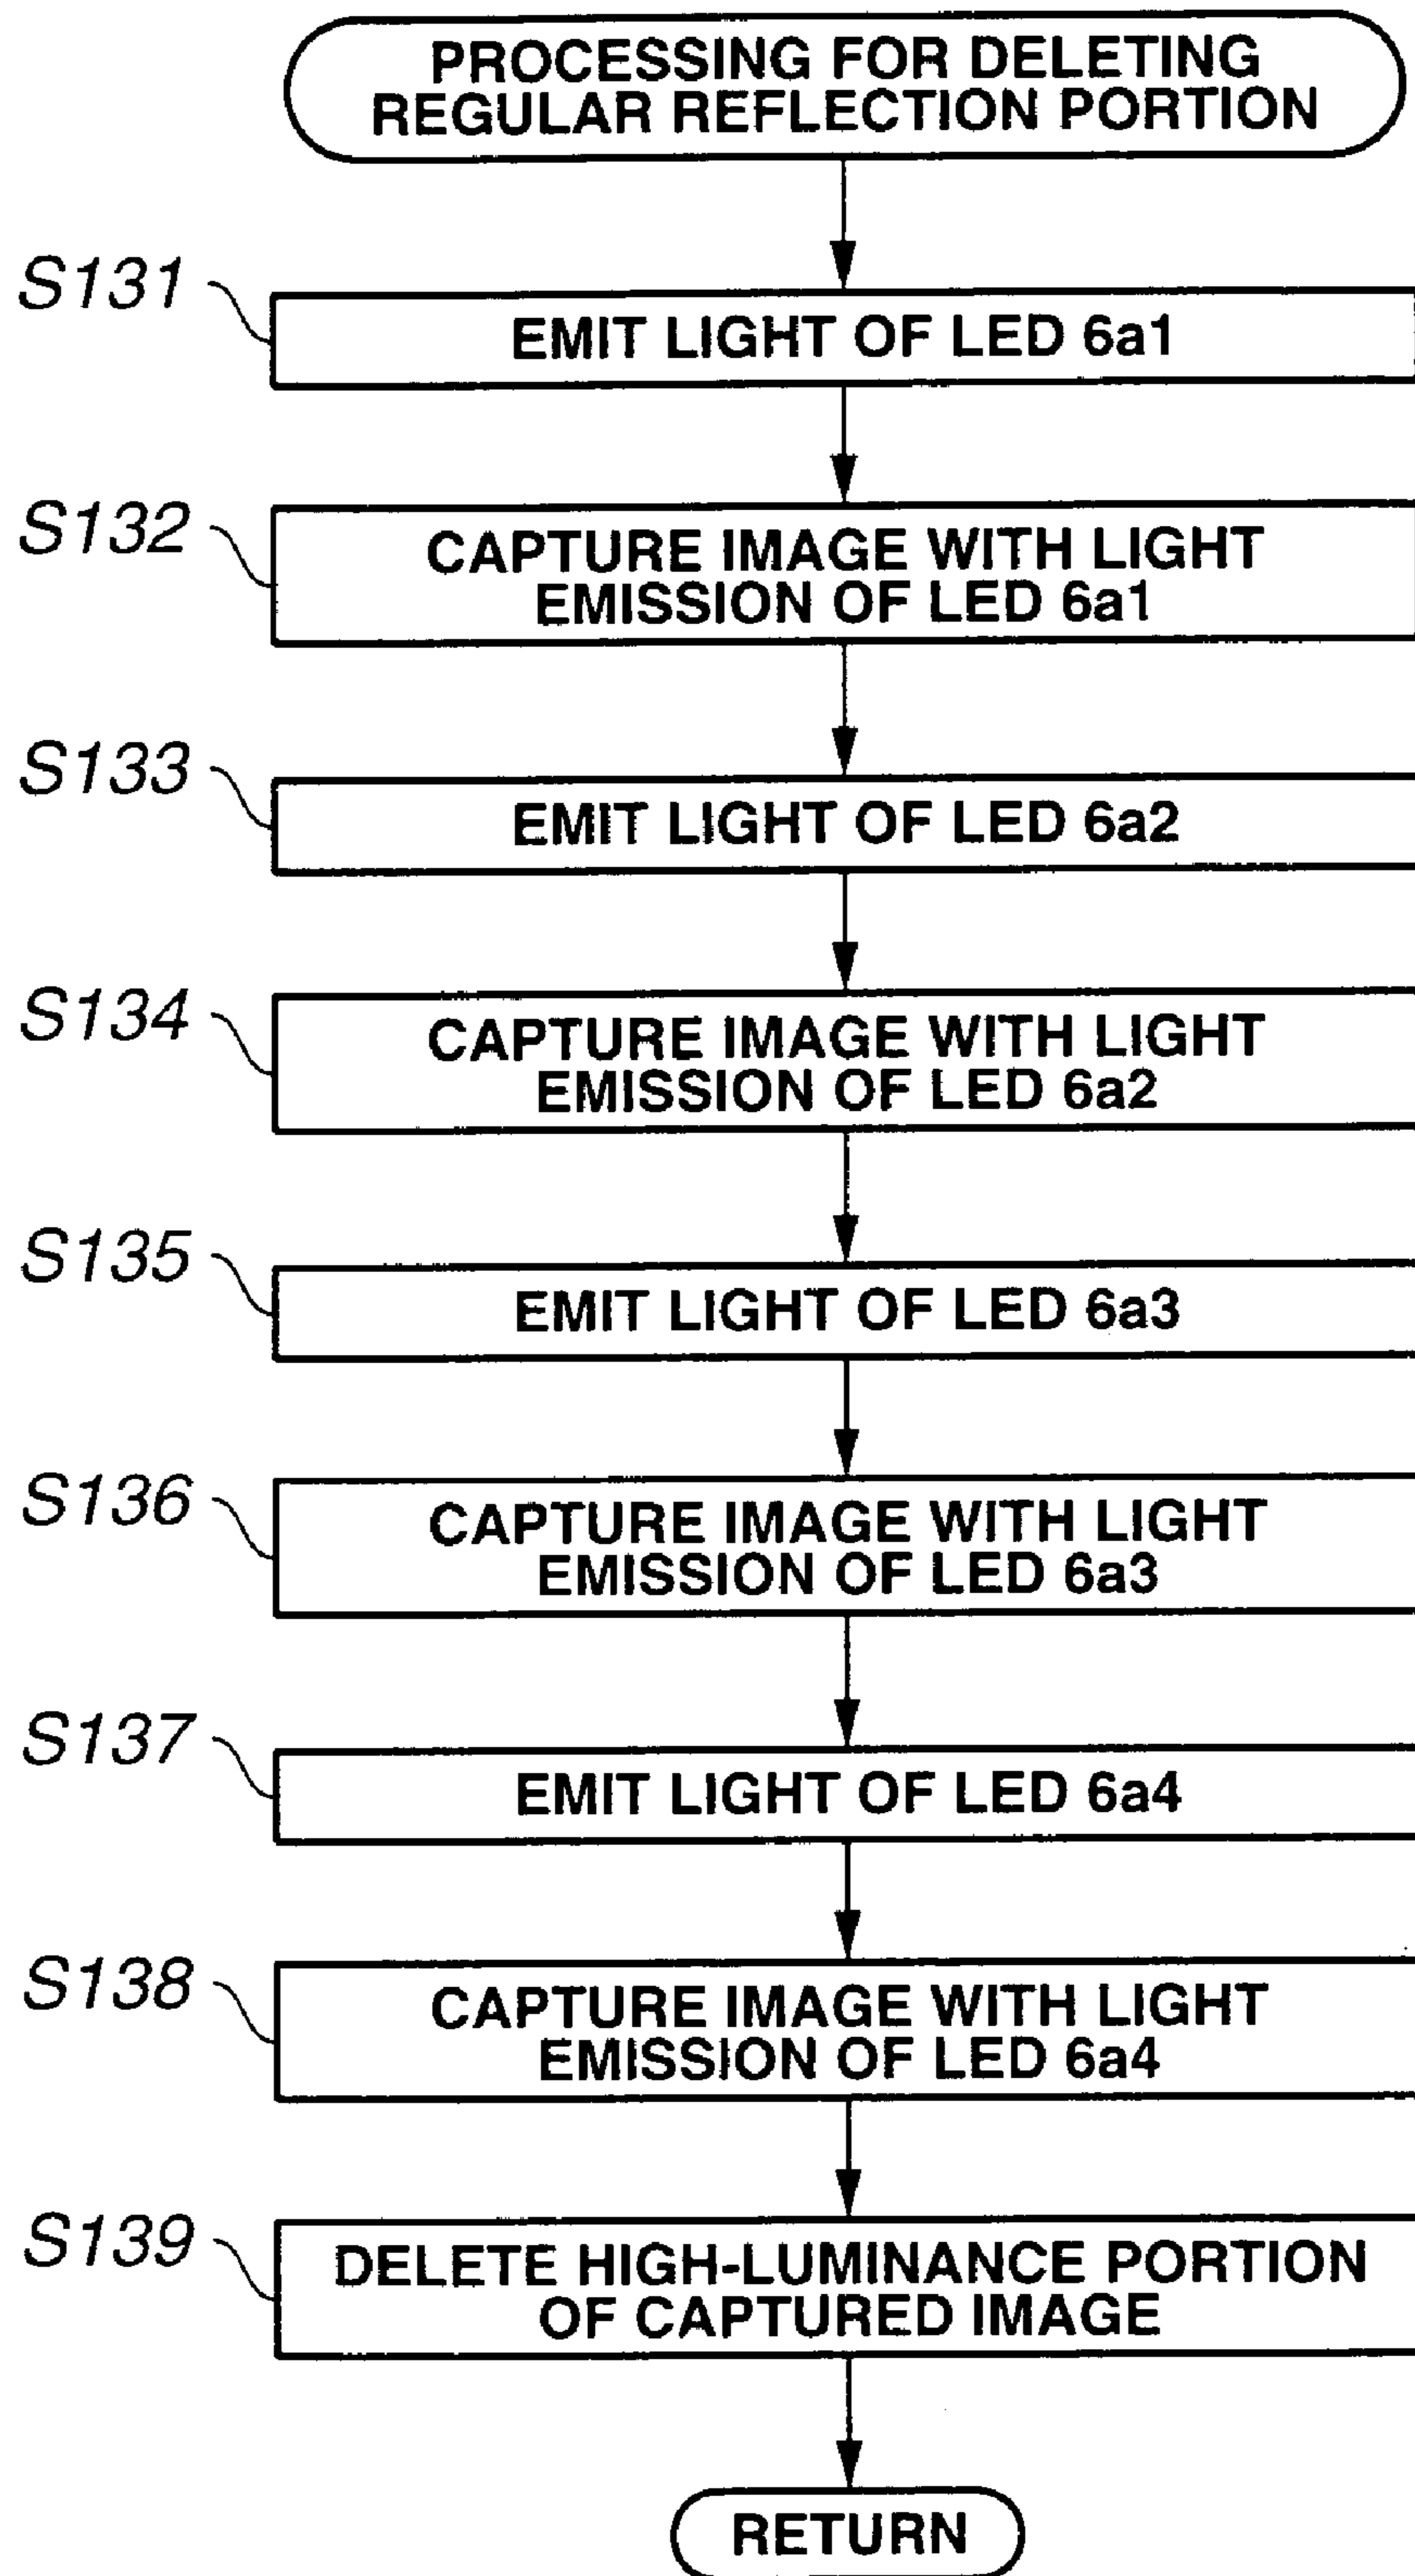 PROCESSING FOR DELETING
REGULAR REFLECTION PORTION
S131
EMIT LIGHT OF LED 6a1
S132
CAPTURE IMAGE WITH LIGHT
EMISSION OF LED 6a1
S133
EMIT LIGHT OF LED 6a2
S134
CAPTURE IMAGE WITH LIGHT
EMISSION OF LED 6a2
S135
EMIT LIGHT OF LED 6a3
S136
CAPTURE IMAGE WITH LIGHT
EMISSION OF LED 6a3
S137
EMIT LIGHT OF LED 6a4
S138
CAPTURE IMAGE WITH LIGHT
EMISSION OF LED 6a4
S139
DELETE HIGH-LUMINANCE PORTION
OF CAPTURED IMAGE
RETURN